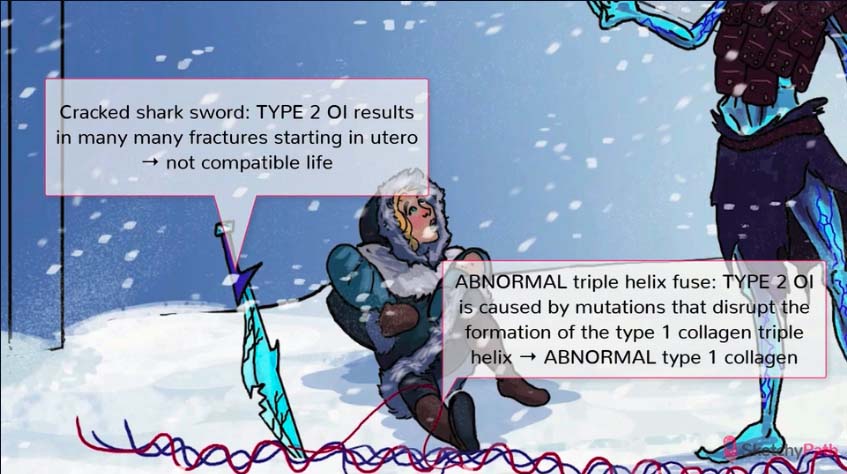 Cracked shark sword: TYPE 2 OI results
in many many fractures starting in utero
→ not compatible life
ABNORMAL triple helix fuse: TYPE 2 OI
is caused by mutations that disrupt the
formation of the type 1 collagen triple
helix → ABNORMAL type 1 collagen
SketchyPath